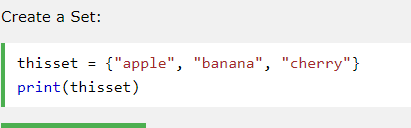 Create a Set:
thisset = {"apple", "banana", "cherry"}
print(thisset)